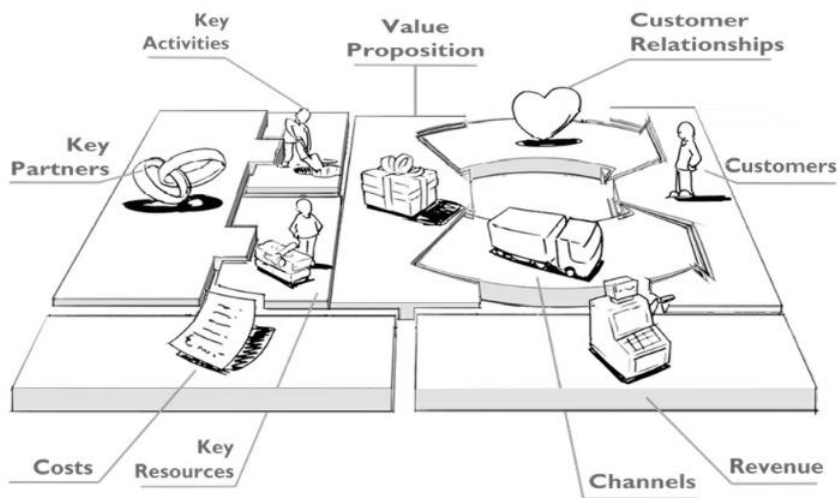 Key
Activities
Value
Proposition
Customer
Relationships
Key
Partners
Customers
Costs
Key
Resources
Channels
Revenue